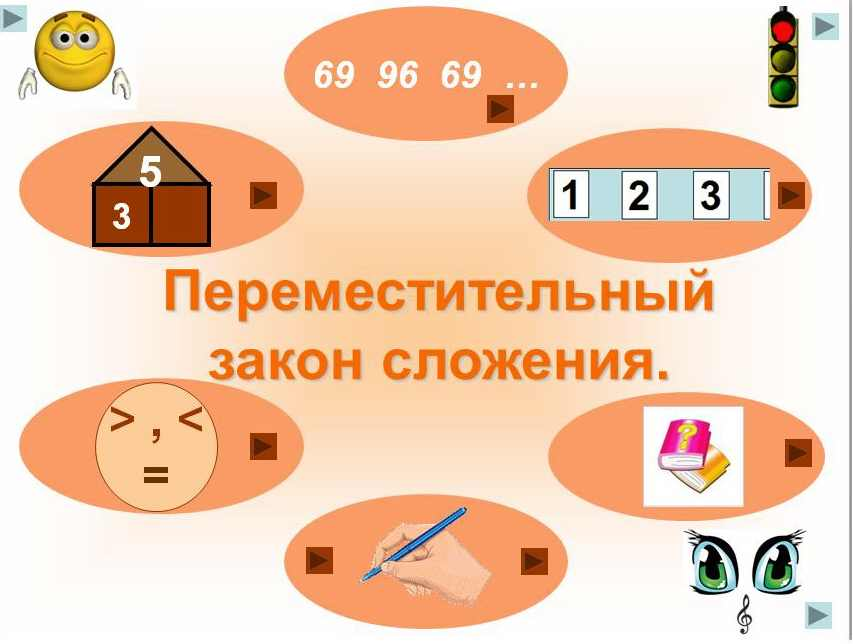 69 96 69 ...
5
3
1 2 3
Переместительный
закон сложения.
> , <
=
?